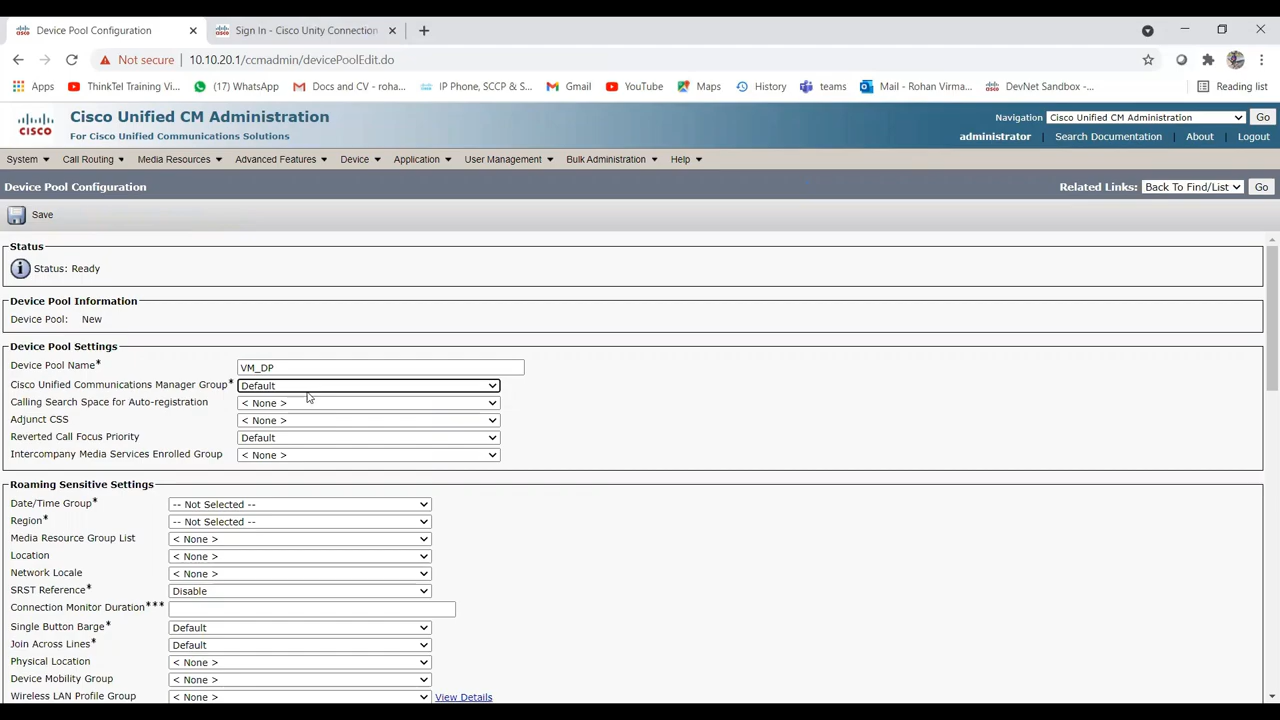 Device Pool Configuration
Sign In - Cisco Unity Connection
Not secure 10.10.20.1/ccmadmin/devicePoolEdit.do
Apps ThinkTel Training Vi... (17) WhatsApp Docs and CV - roha... IP Phone, SCCP & S... Gmail YouTube Maps History teams Mail - Rohan Virma... DevNet Sandbox -... Reading list
CISCO
Cisco Unified CM Administration
For Cisco Unified Communications Solutions
Navigation Cisco Unified CM Administration Go
administrator Search Documentation About Logout
System Call Routing Media Resources Advanced Features Device Application User Management Bulk Administration Help
Device Pool Configuration
Related Links: Back To Find/List Go
Save
Status
Status: Ready
Device Pool Information
Device Pool: New
Device Pool Settings
Device Pool Name* VM_DP
Cisco Unified Communications Manager Group* Default
Calling Search Space for Auto-registration < None >
Adjunct CSS < None >
Reverted Call Focus Priority Default
Intercompany Media Services Enrolled Group < None >
Roaming Sensitive Settings
Date/Time Group* -- Not Selected --
Region* -- Not Selected --
Media Resource Group List < None >
Location < None >
Network Locale < None >
SRST Reference* Disable
Connection Monitor Duration***
Single Button Barge* Default
Join Across Lines* Default
Physical Location < None >
Device Mobility Group < None >
Wireless LAN Profile Group < None > View Details